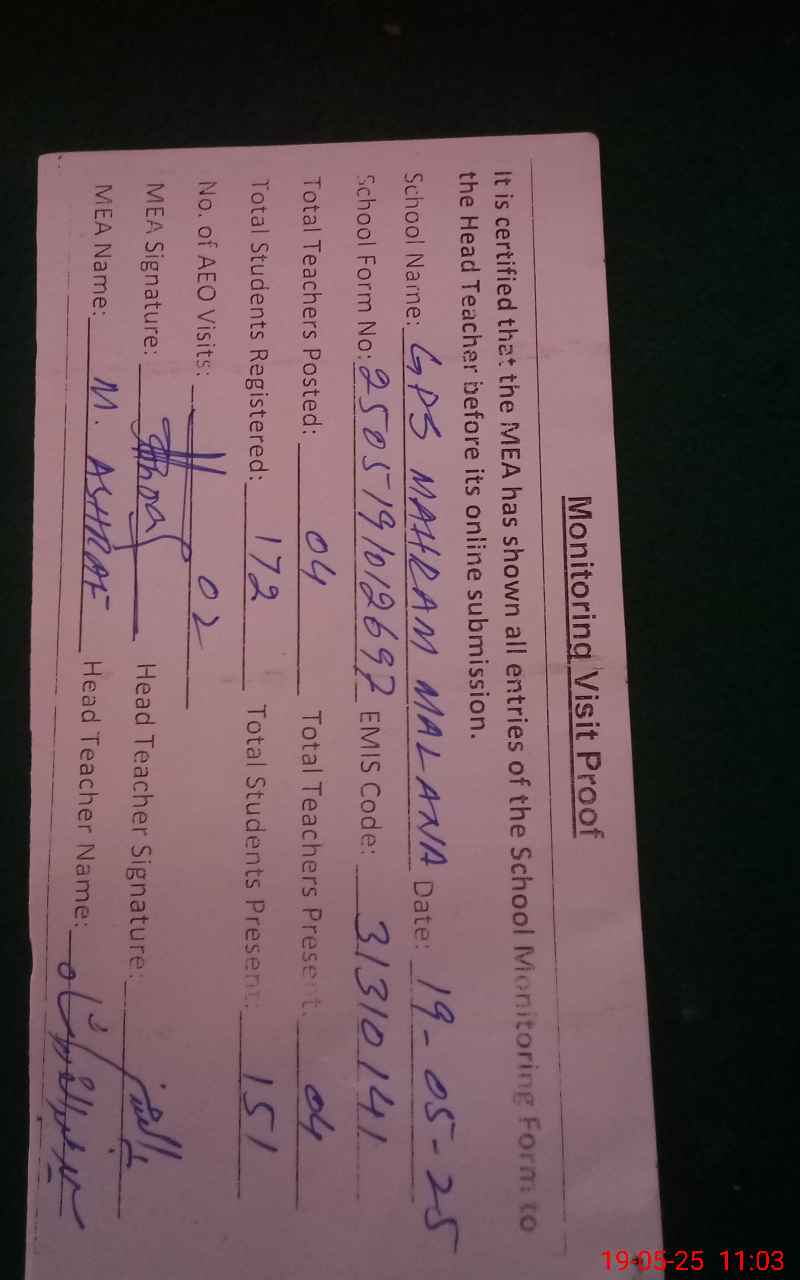 Monitoring Visit Proof
It is certified that the MEA has shown all entries of the School Monitoring Form to
the Head Teacher before its online submission.
School Name: GPS MAHRAM MALANA Date: 19-05-25
School Form No: 2505191012697 EMIS Code: 31310141
Total Teachers Posted: 04 Total Teachers Present: 04
Total Students Registered: 172 Total Students Present: 151
No. of AEO Visits: 02
MEA Signature: Head Teacher Signature:
MEA Name: M. ASHRAF Head Teacher Name:
19-05-25 11:03